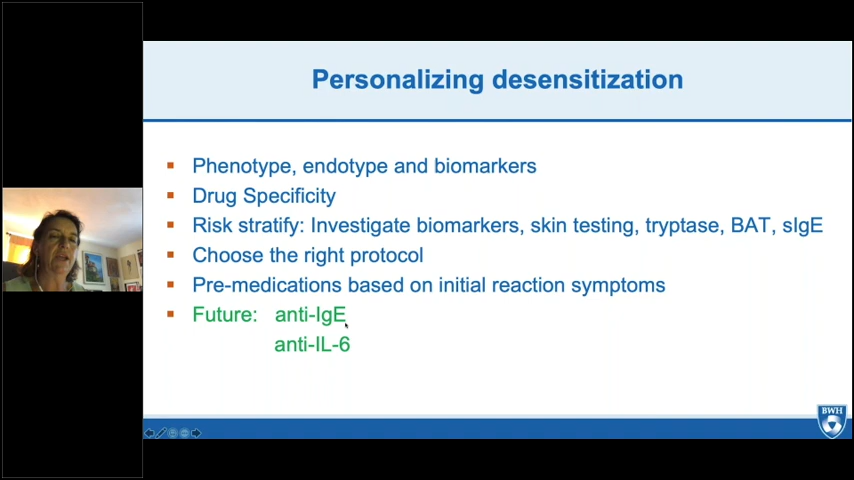 Personalizing desensitization
Phenotype, endotype and biomarkers
Drug Specificity
Risk stratify: Investigate biomarkers, skin testing, tryptase, BAT, sIgE
Choose the right protocol
Pre-medications based on initial reaction symptoms
Future: anti-IgE
anti-IL-6
BWH